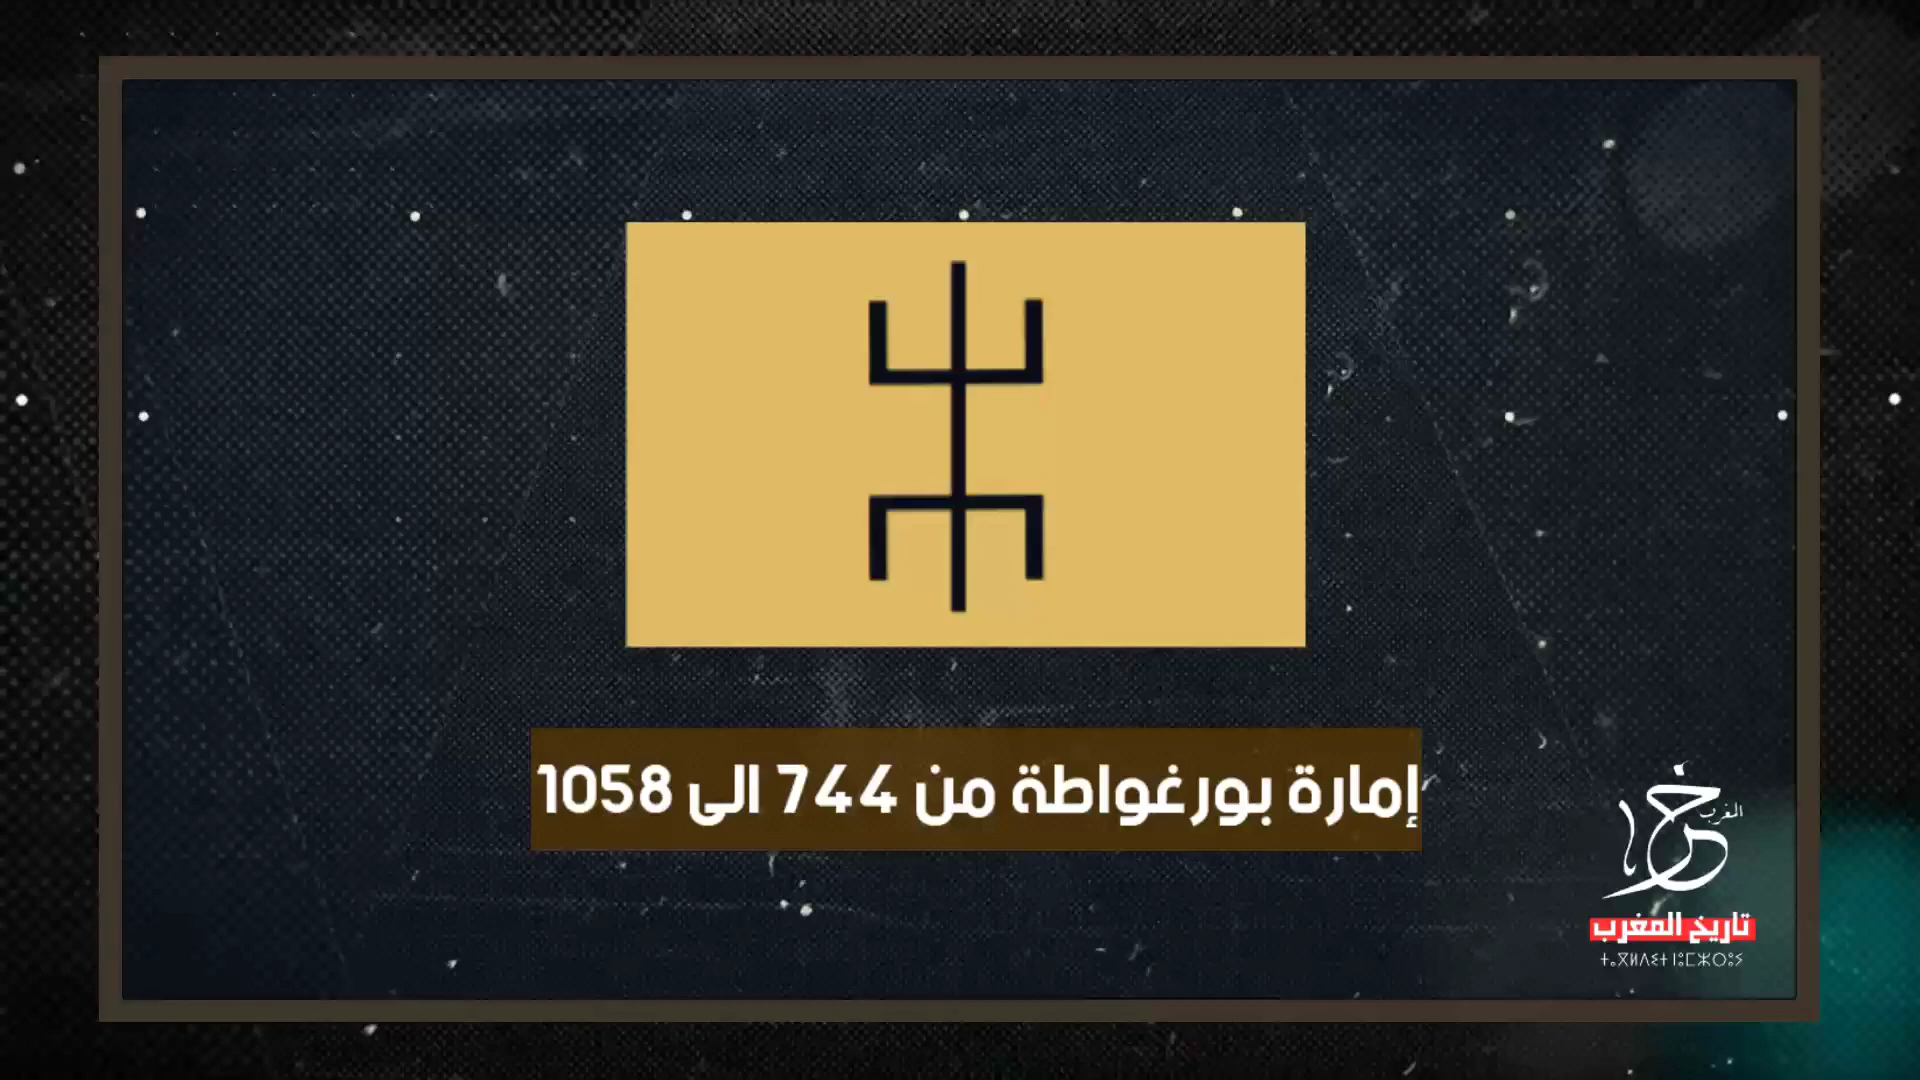 إمارة بورغواطة من 744 الى 1058
المغرب
تاريخ المغرب